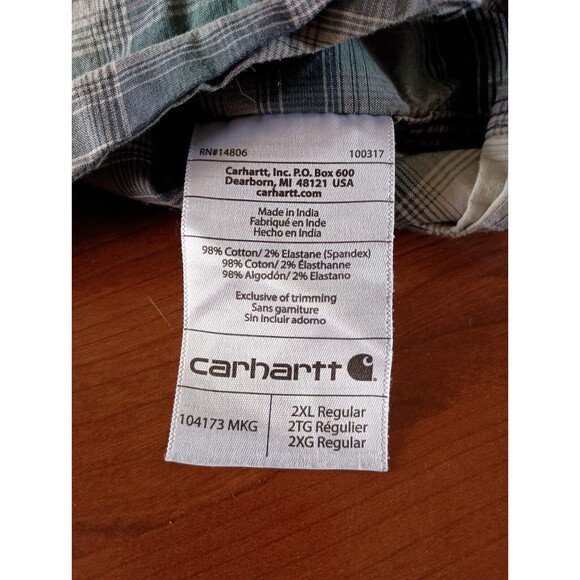 RN#14806 100317
Carhartt, Inc. P.O. Box 600
Dearborn, MI 48121 USA
carhartt.com
Made in India
Fabriqué en Inde
Hecho en India
98% Cotton/ 2% Elastane (Spandex)
98% Coton/ 2% Élasthanne
98% Algodón/ 2% Elastano
Exclusive of trimming
Sans garniture
Sin incluir adorno
carhartt
104173 MKG
2XL Regular
2TG Régulier
2XG Regular